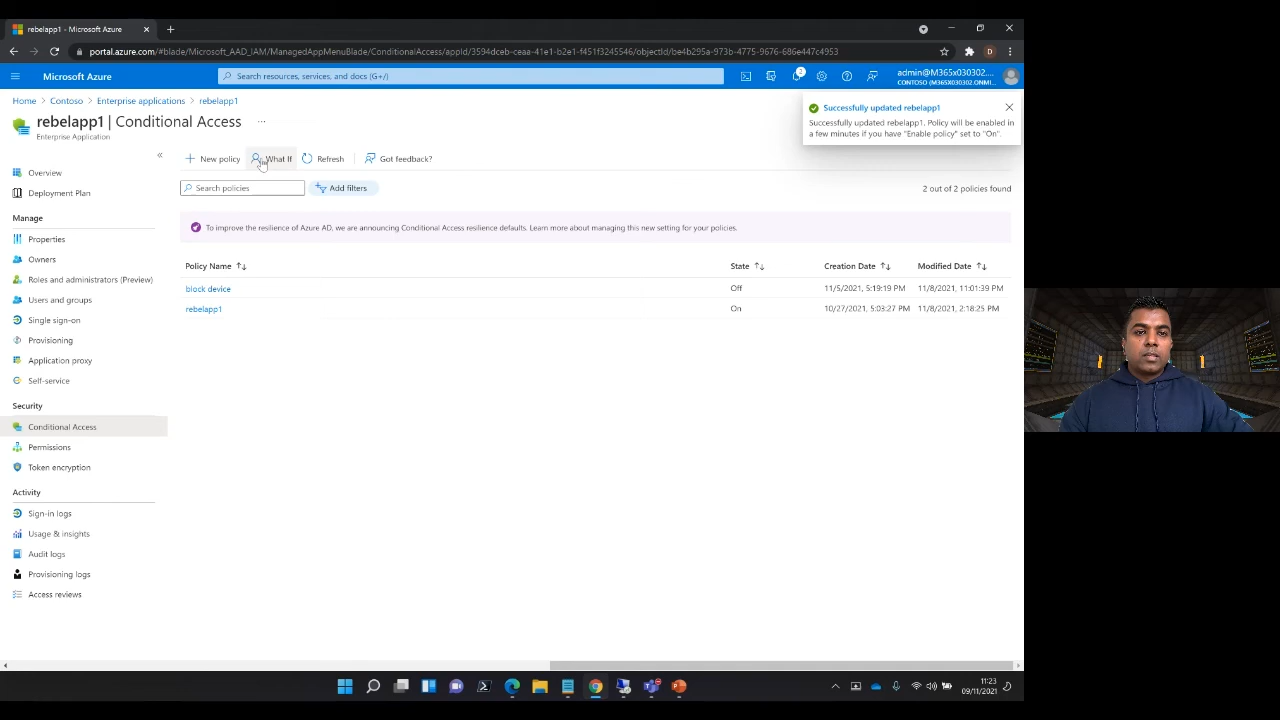 rebelapp1 - Microsoft Azure
portal.azure.com/#blade/Microsoft_AAD_IAM/ManagedAppMenuBlade/ConditionalAccess/appId/3594dceb-ceaa-41e1-b2e1-f451f3245546/objectId/be4b295a-973b-4775-9676-686e447c4953
D
Microsoft Azure
Search resources, services, and docs (G+/)
admin@M365x030302....
CONTOSO (M365X030302.ONMI...
Home > Contoso > Enterprise applications > rebelapp1
rebelapp1 | Conditional Access ...
Enterprise Application
Successfully updated rebelapp1
Successfully updated rebelapp1. Policy will be enabled in
a few minutes if you have "Enable policy" set to "On".
Overview
Deployment Plan
Manage
Properties
Owners
Roles and administrators (Preview)
Users and groups
Single sign-on
Provisioning
Application proxy
Self-service
Security
Conditional Access
Permissions
Token encryption
Activity
Sign-in logs
Usage & insights
Audit logs
Provisioning logs
Access reviews
New policy What If Refresh Got feedback?
Search policies Add filters 2 out of 2 policies found
To improve the resilience of Azure AD, we are announcing Conditional Access resilience defaults. Learn more about managing this new setting for your policies.
Policy Name State Creation Date Modified Date
block device Off 11/5/2021, 5:19:19 PM 11/8/2021, 11:01:39 PM
rebelapp1 On 10/27/2021, 5:03:27 PM 11/8/2021, 2:18:25 PM
11:23
09/11/2021